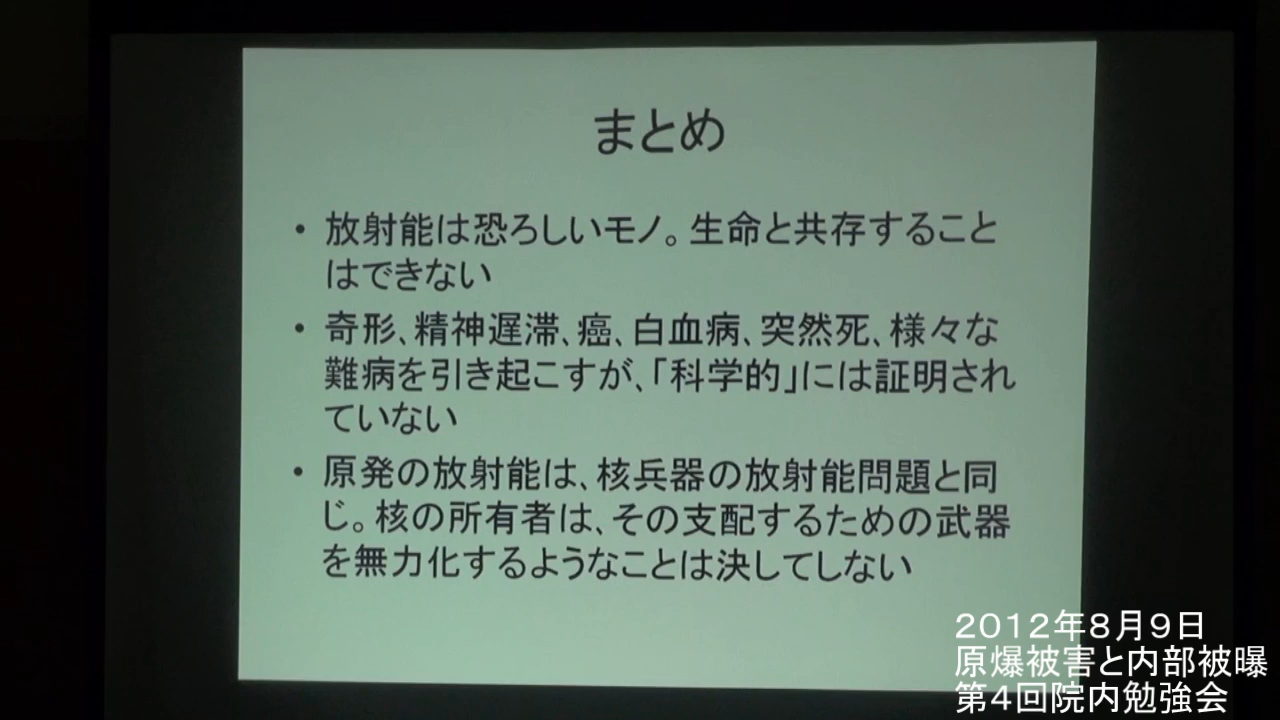 まとめ
・放射能は恐ろしいモノ。生命と共存すること
はできない
・奇形、精神遅滞、癌、白血病、突然死、様々な
難病を引き起こすが、「科学的」には証明され
ていない
・原発の放射能は、核兵器の放射能問題と同
じ。核の所有者は、その支配するための武器
を無力化するようなことは決してしない
２０１２年８月９日
原爆被害と内部被曝
第４回院内勉強会